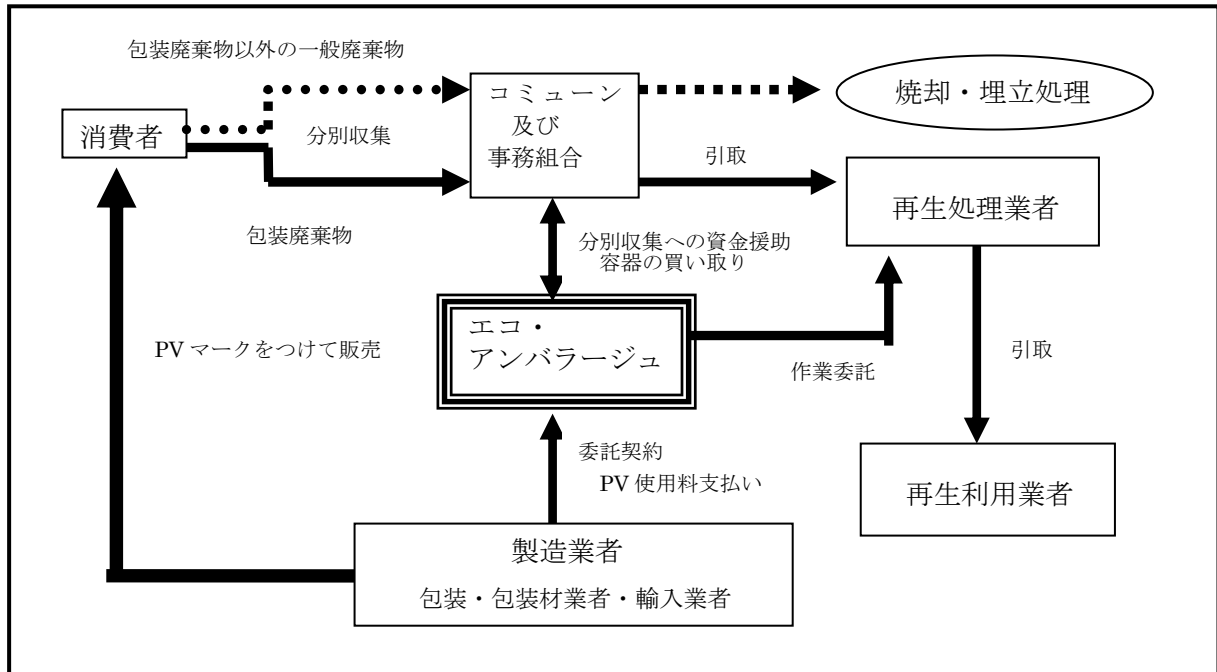 包装廃棄物以外の一般廃棄物
コミューン
及び
事務組合
焼却・埋立処理
消費者
分別収集
引取
再生処理業者
包装廃棄物
分別収集への資金援助
容器の買い取り
エコ・
アンバラージュ
PV マークをつけて販売
作業委託
引取
委託契約
PV 使用料支払い
再生利用業者
製造業者
包装・包装材業者・輸入業者